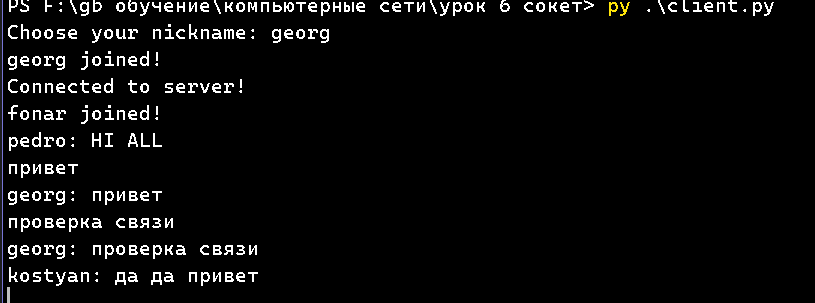 PS F:\gb обучение\компьютерные сети\урок 6 сокет> py .\client.py
Choose your nickname: georg
georg joined!
Connected to server!
fonar joined!
pedro: HI ALL
привет
georg: привет
проверка связи
georg: проверка связи
kostyan: да да привет